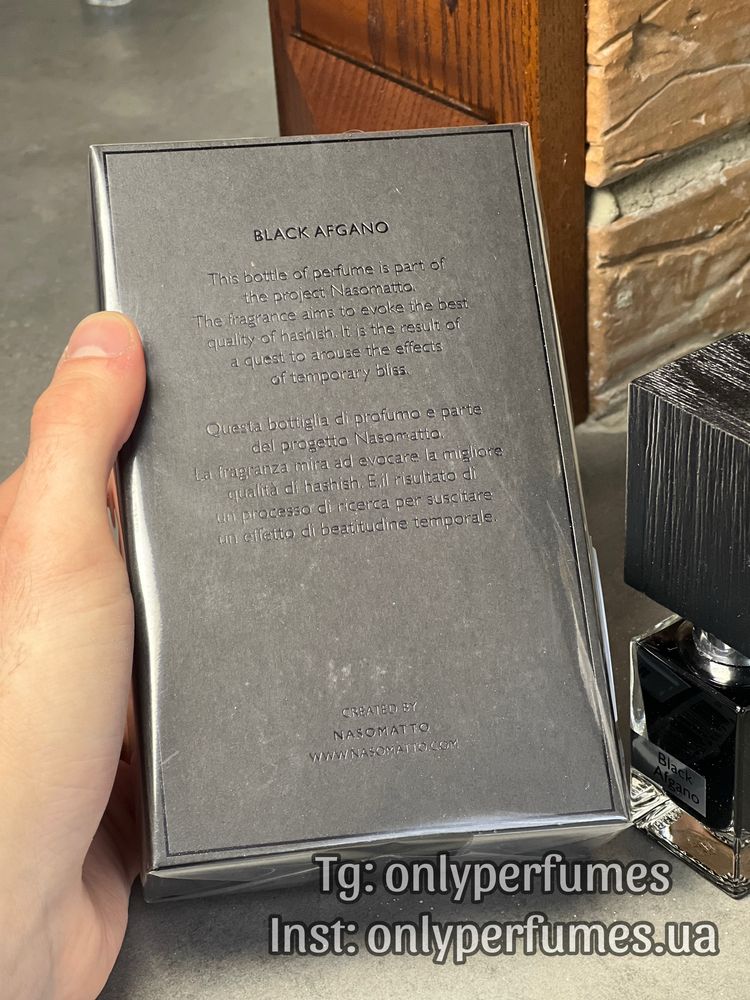 BLACK AFGANO
This bottle of perfume is part of
the project Nasomatto.
The fragrance aims to evoke the best
quality of hashish. It is the result of
a quest to arouse the effects
of temporary bliss.
Questa bottiglia di profumo e parte
del progetto Nasomatto.
La fragranza mira ad evocare la migliore
qualità di hashish. E il risultato di
un processo di ricerca per suscitare
un effetto di beatitudine temporale.
CREATED BY
NASOMATTO
WWW.NASOMATTO.COM
Black
Afgano
Tg: onlyperfumes
Inst: onlyperfumes.ua